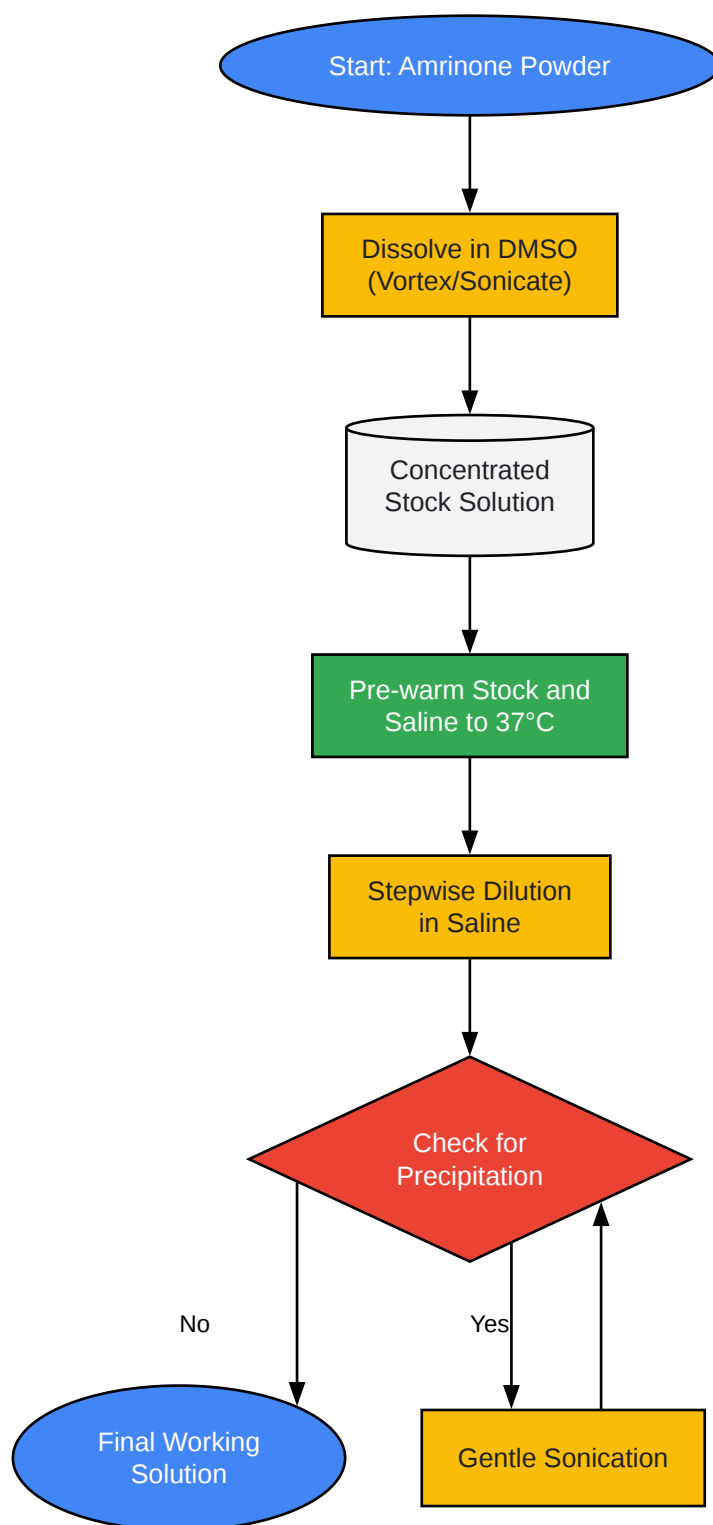 Start: Amrinone Powder
Dissolve in DMSO
(Vortex/Sonicate)
Concentrated
Stock Solution
Pre-warm Stock and
Saline to 37°C
Stepwise Dilution
in Saline
Check for
Precipitation
No
Yes
Final Working
Solution
Gentle Sonication